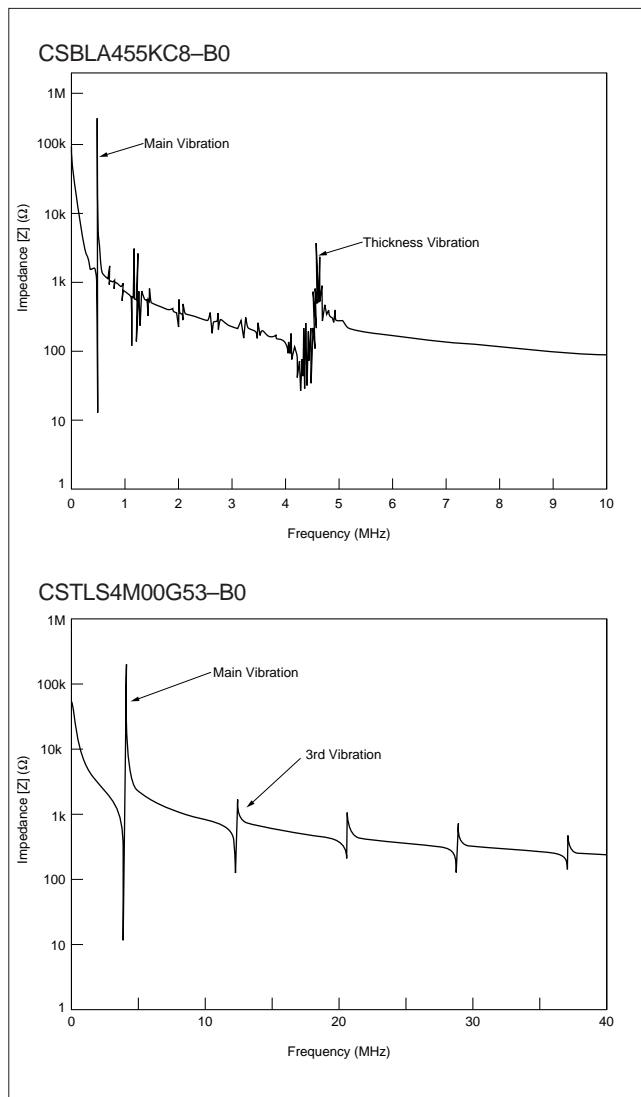 CSBLA455KC8–B0
1M
100k
10k
1k
100
10
1
Impedance [Z] (Ω)
Main Vibration
Thickness Vibration
0 1 2 3 4 5 6 7 8 9 10
Frequency (MHz)
CSTLS4M00G53–B0
1M
100k
10k
1k
100
10
1
Impedance [Z] (Ω)
Main Vibration
3rd Vibration
0 10 20 30 40
Frequency (MHz)